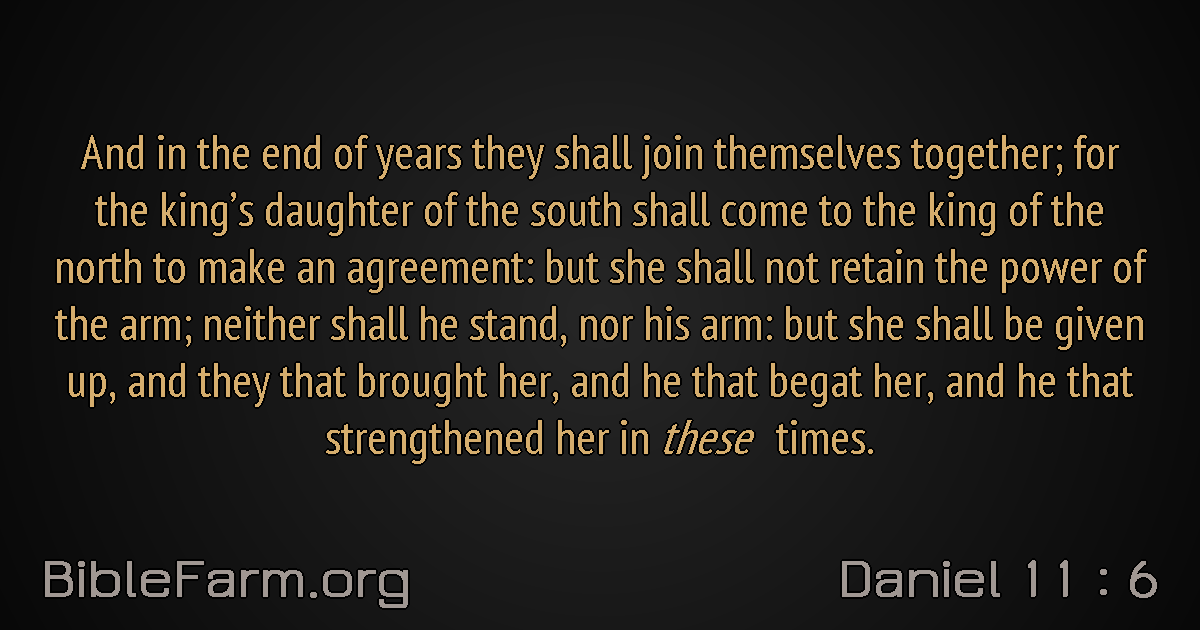 And in the end of years they shall join themselves together; for
the king’s daughter of the south shall come to the king of the
north to make an agreement: but she shall not retain the power of
the arm; neither shall he stand, nor his arm: but she shall be given
up, and they that brought her, and he that begat her, and he that
strengthened her in these times.
BibleFarm.org
Daniel 11 : 6